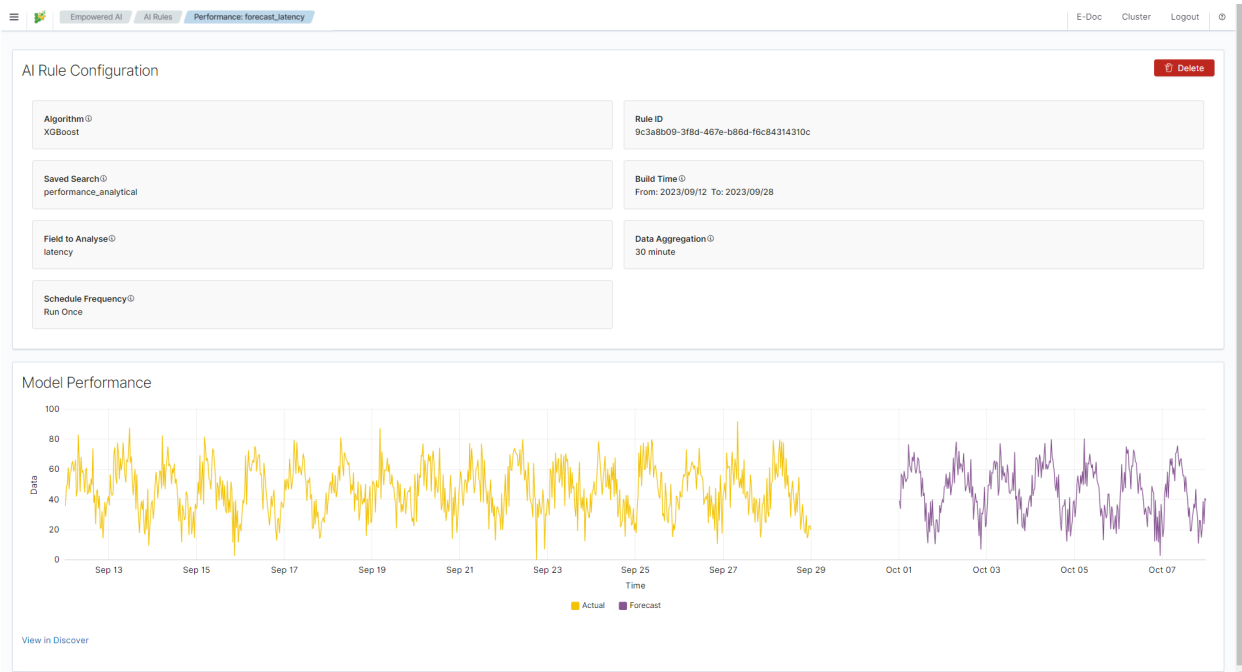 Empowered AI AI Rules Performance: forecast_latency E-Doc Cluster Logout
AI Rule Configuration
Delete
Algorithm
XGBoost
Rule ID
9c3a8b09-3f8d-467e-b86d-f6c84314310c
Saved Search
performance_analytical
Build Time
From: 2023/09/12 To: 2023/09/28
Field to Analyse
latency
Data Aggregation
30 minute
Schedule Frequency
Run Once
Model Performance
100
80
60
40
20
0
Data
Sep 13 Sep 15 Sep 17 Sep 19 Sep 21 Sep 23 Sep 25 Sep 27 Sep 29 Oct 01 Oct 03 Oct 05 Oct 07
Time
Actual Forecast
View in Discover